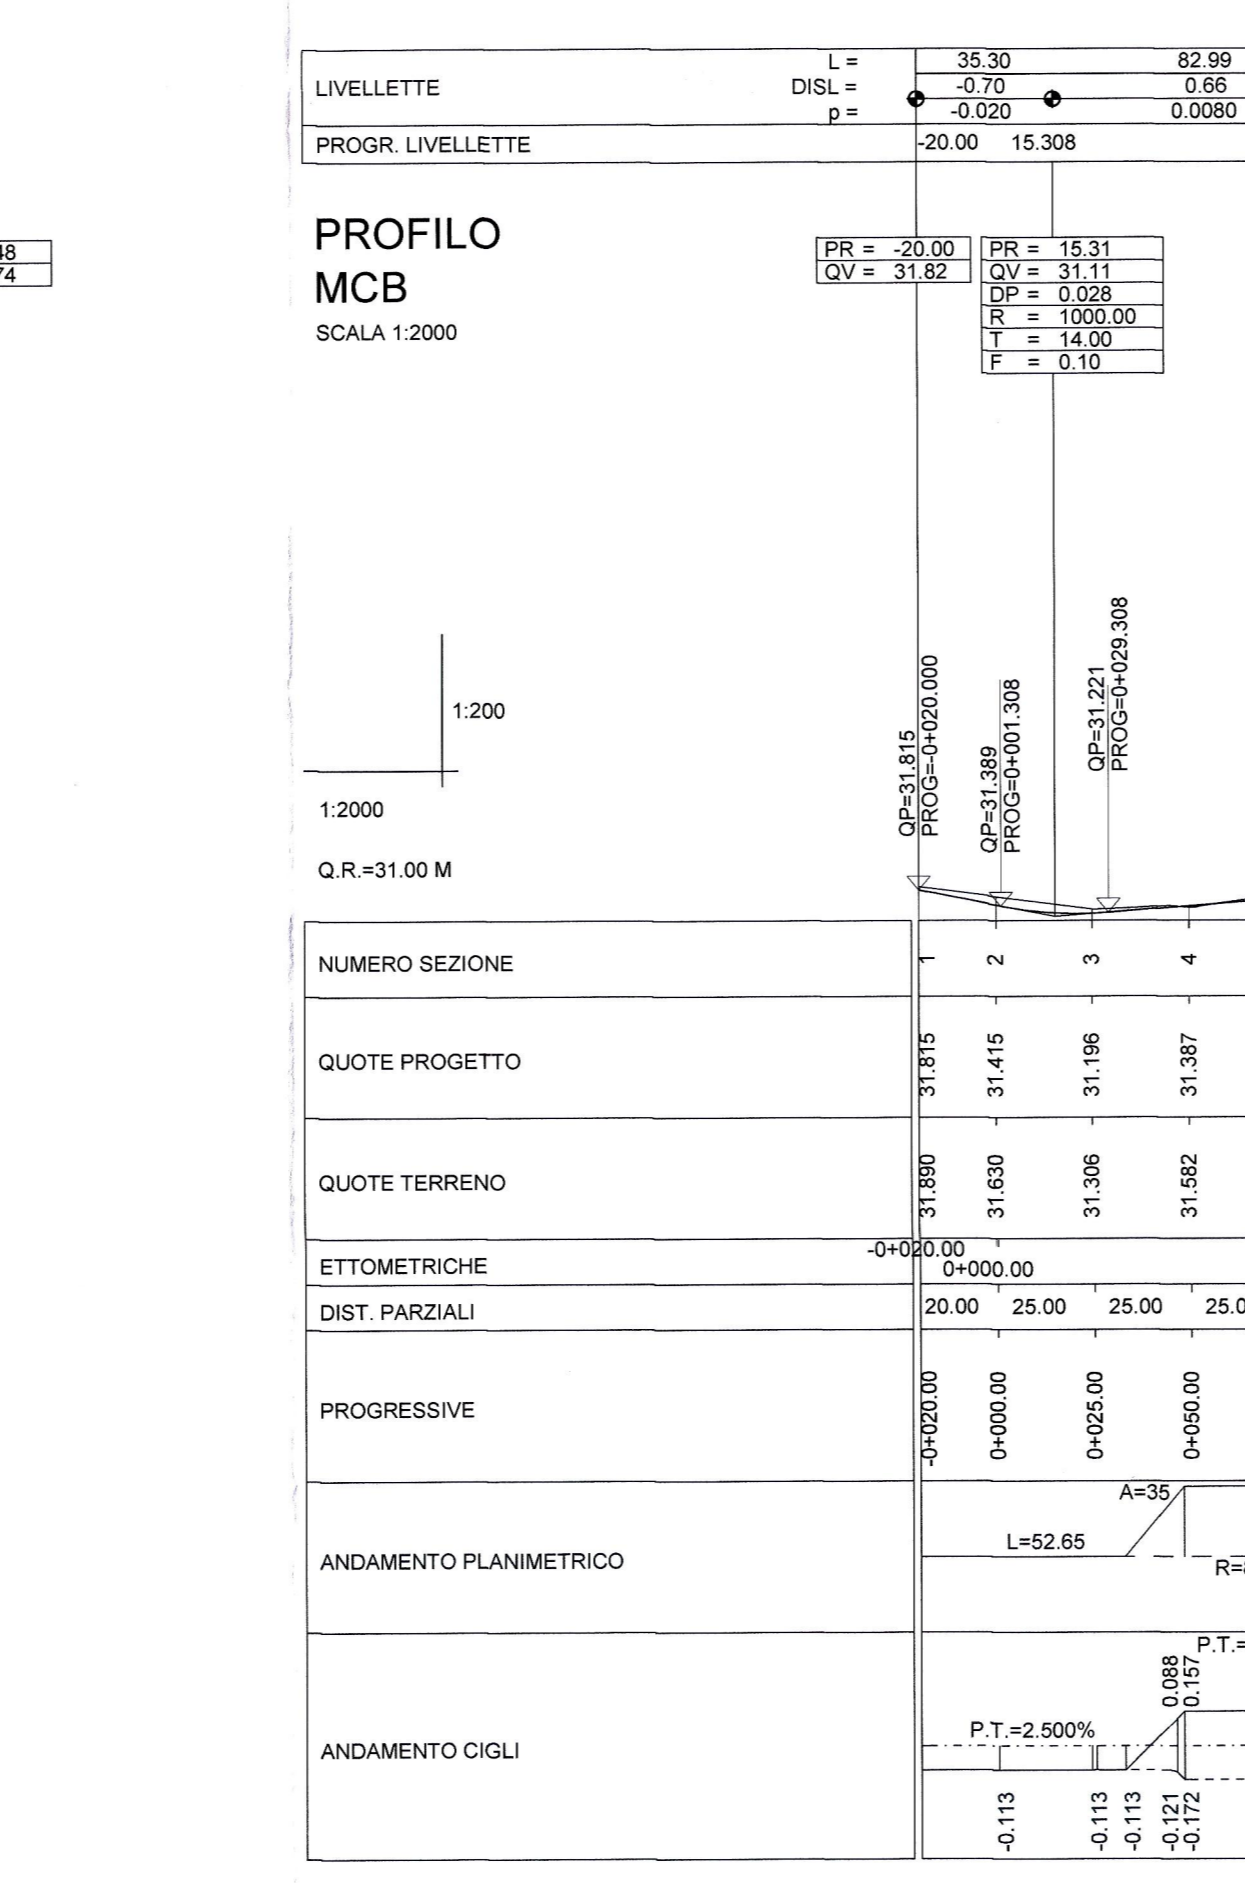 LIVELLETTE
L = 35.30 82.99
DISL = -0.70 0.66
p = -0.020 0.0080
PROGR. LIVELLETTE -20.00 15.308
48
74
PROFILO
MCB
SCALA 1:2000
PR = -20.00
QV = 31.82
PR = 15.31
QV = 31.11
DP = 0.028
R = 1000.00
T = 14.00
F = 0.10
1:200
1:2000
Q.R.=31.00 M
QP=31.815
PROG=-0+020.000
QP=31.389
PROG=0+001.308
QP=31.221
PROG=0+029.308
NUMERO SEZIONE 1 2 3 4
QUOTE PROGETTO 31.815 31.415 31.196 31.387
QUOTE TERRENO 31.890 31.630 31.306 31.582
ETTOMETRICHE -0+020.00 0+000.00
DIST. PARZIALI 20.00 25.00 25.00 25.0
PROGRESSIVE -0+020.00 0+000.00 0+025.00 0+050.00
ANDAMENTO PLANIMETRICO L=52.65 A=35 R=
ANDAMENTO CIGLI P.T.=2.500% P.T.=
0.088 0.157
-0.113 -0.113 -0.113 -0.121 -0.172